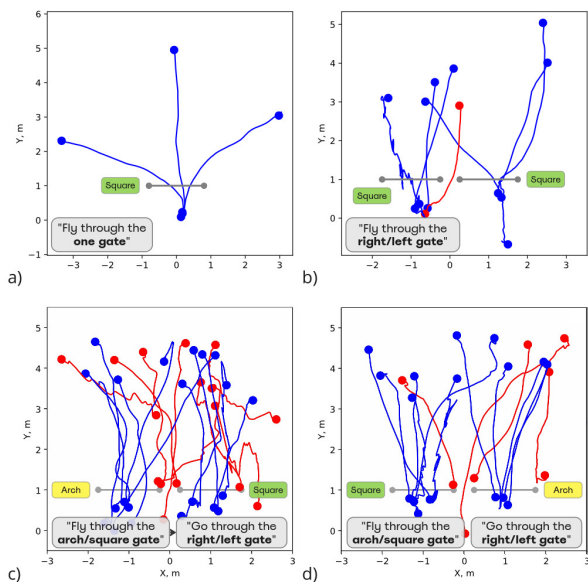 6
5
4
3
2
1
0
−1
Y, m
Square
"Fly through the
one gate"
−3
−2
−1
0
1
2
3
a)
5
4
3
2
1
0
Y, m
Square
Square
"Fly through the
right/left gate"
−2
−1
0
1
2
b)
5
4
3
2
1
0
Y, m
Arch
Square
"Fly through the
arch/square gate"
"Go through the
right/left gate"
−3
−2
−1
0
1
2
3
X, m
c)
5
4
3
2
1
0
Y, m
Square
Arch
"Fly through the
arch/square gate"
"Go through the
right/left gate"
−3
−2
−1
0
1
2
3
X, m
d)